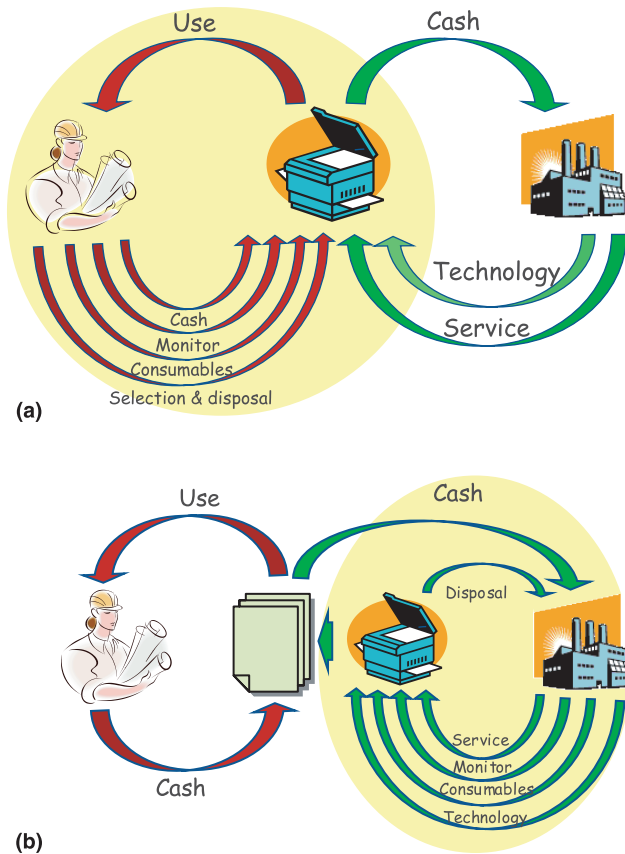 Use
Cash
Technology
Service
Cash
Monitor
Consumables
Selection & disposal
(a)
Use
Cash
Disposal
Service
Monitor
Consumables
Technology
Cash
(b)